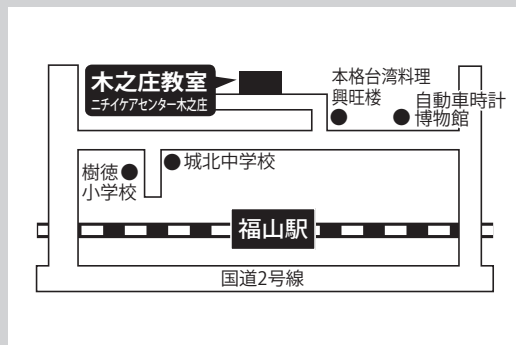 木之庄教室
ニチイケアセンター木之庄
本格台湾料理
興旺楼
自動車時計
博物館
樹徳
小学校
城北中学校
福山駅
国道2号線